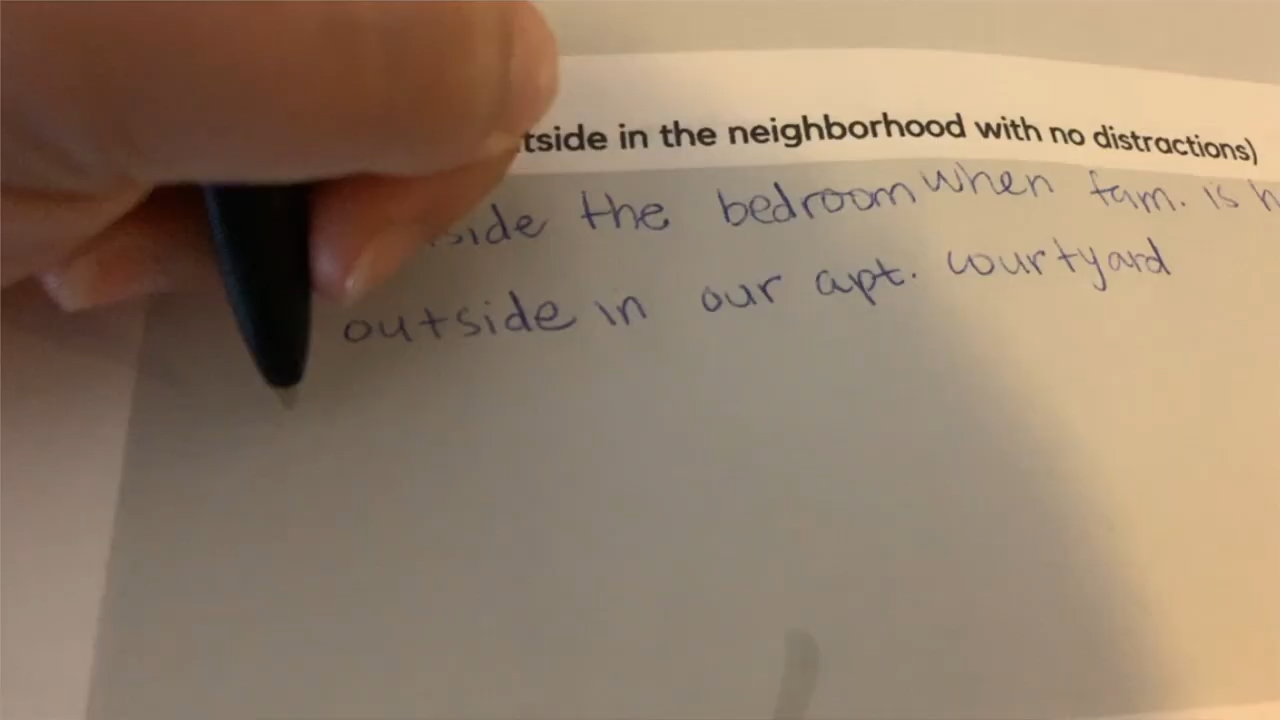 tside in the neighborhood with no distractions)
side the bedroom when fam. is h
outside in our apt. courtyard